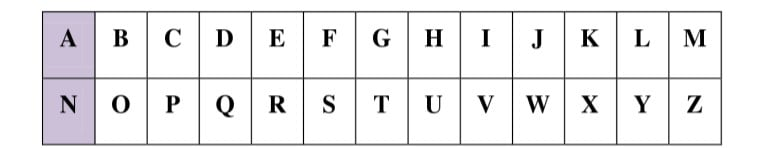 A B C D E F G H I J K L M
N O P Q R S T U V W X Y Z